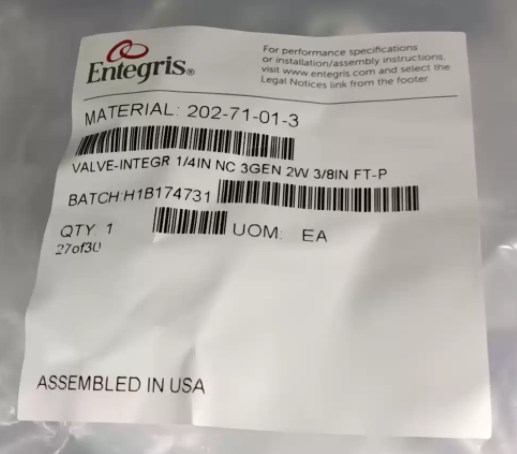 Entegris®
For performance specifications
or installation/assembly instructions,
visit www.entegris.com and select the
Legal Notices link from the footer.
MATERIAL: 202-71-01-3
VALVE-INTEGR 1/4IN NC 3GEN 2W 3/8IN FT-P
BATCH:H1B174731
QTY 1 UOM: EA
27of30
ASSEMBLED IN USA